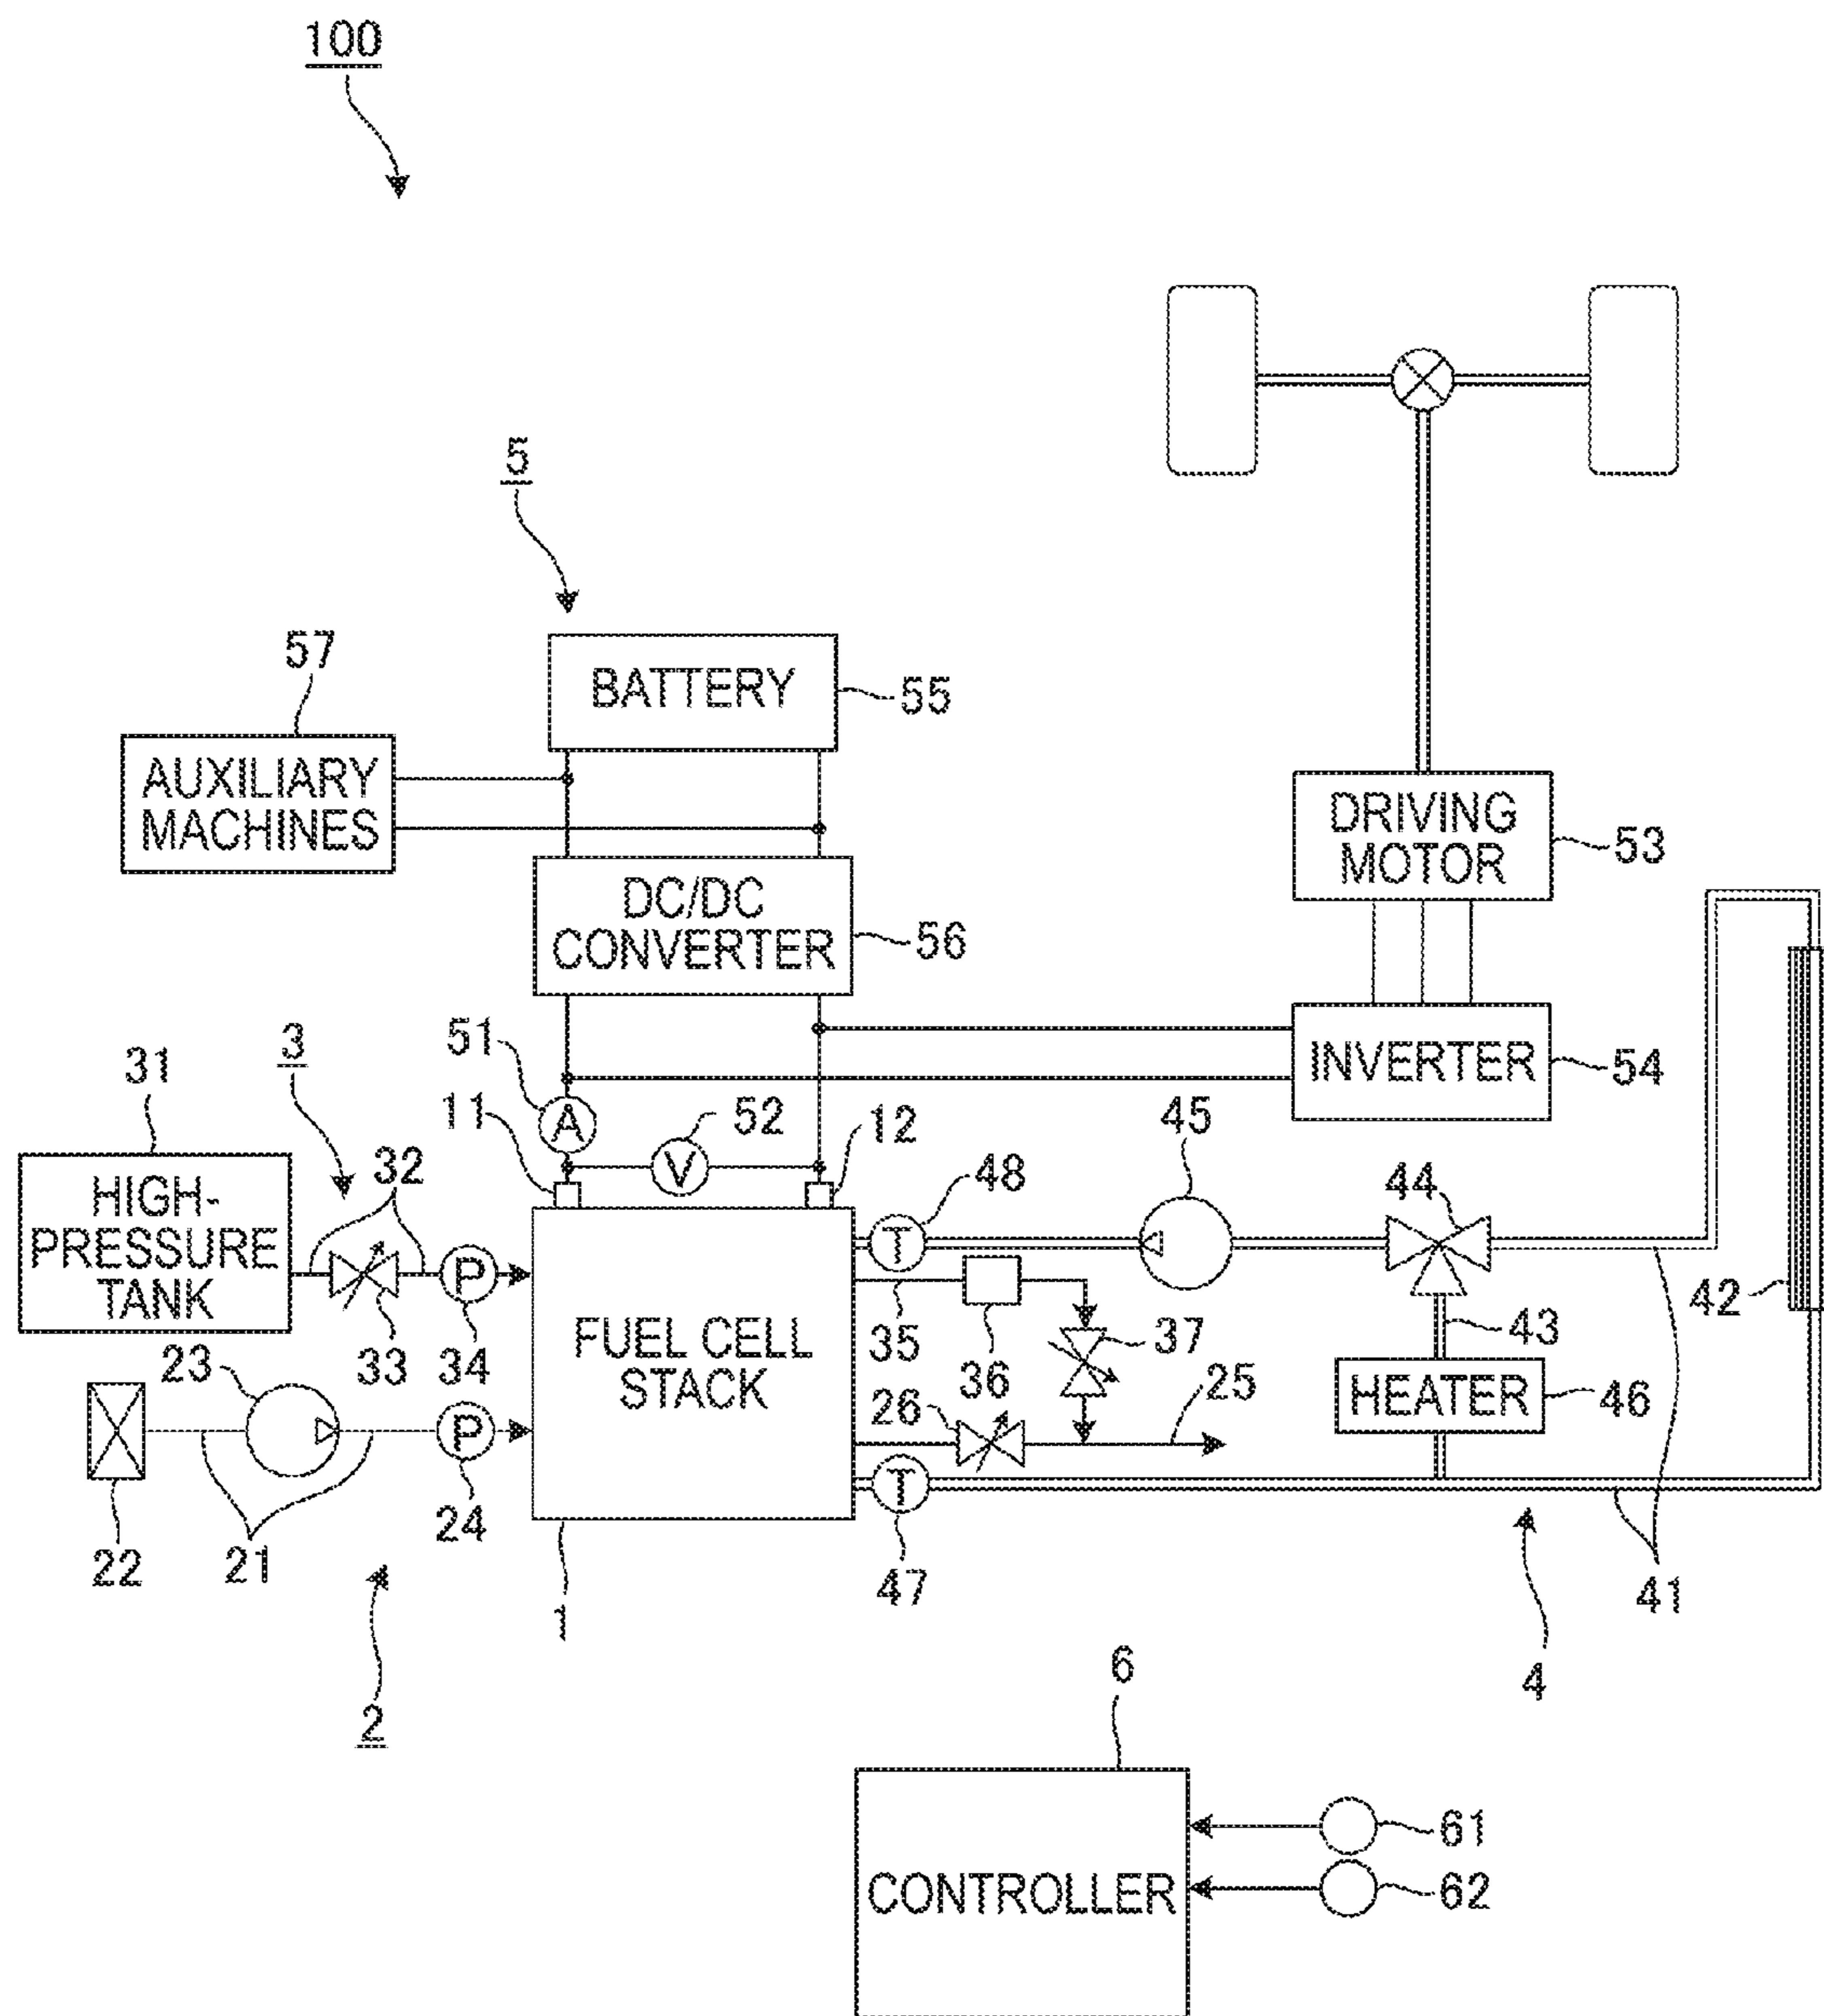 100
5
57
BATTERY
55
AUXILIARY
MACHINES
DRIVING
MOTOR
53
DC/DC
CONVERTER
56
51
3
31
11
A
52
V
12
45
INVERTER
54
HIGH-
PRESSURE
TANK
32
P
33
34
48
T
44
42
FUEL CELL
STACK
35
36
37
43
HEATER
46
23
22
21
P
24
26
25
T
47
1
41
4
2
6
CONTROLLER
61
62